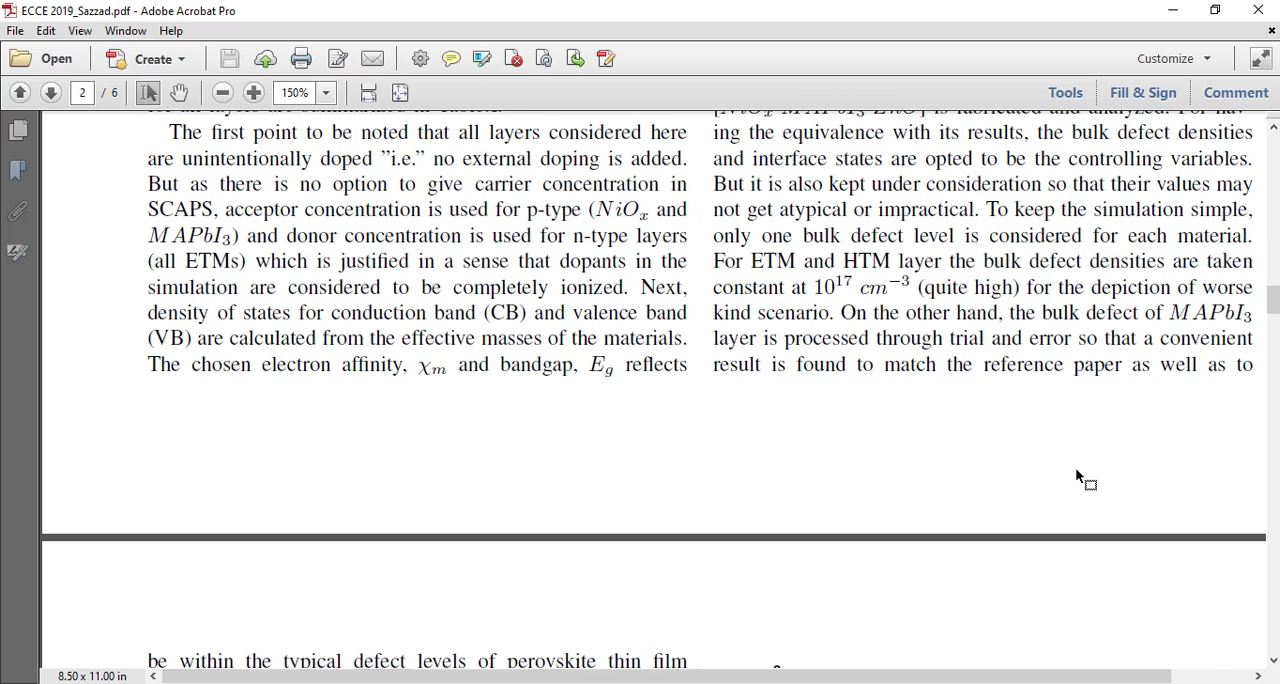 ECCE 2019_Sazzad.pdf - Adobe Acrobat Pro
File Edit View Window Help
Open Create Customize
2 / 6 150% Tools Fill & Sign Comment
The first point to be noted that all layers considered here
are unintentionally doped ”i.e.” no external doping is added.
But as there is no option to give carrier concentration in
SCAPS, acceptor concentration is used for p-type (NiOₓ and
MAPbI₃) and donor concentration is used for n-type layers
(all ETMs) which is justified in a sense that dopants in the
simulation are considered to be completely ionized. Next,
density of states for conduction band (CB) and valence band
(VB) are calculated from the effective masses of the materials.
The chosen electron affinity, χₘ and bandgap, E_g reflects
ing the equivalence with its results, the bulk defect densities
and interface states are opted to be the controlling variables.
But it is also kept under consideration so that their values may
not get atypical or impractical. To keep the simulation simple,
only one bulk defect level is considered for each material.
For ETM and HTM layer the bulk defect densities are taken
constant at 10¹⁷ cm⁻³ (quite high) for the depiction of worse
kind scenario. On the other hand, the bulk defect of MAPbI₃
layer is processed through trial and error so that a convenient
result is found to match the reference paper as well as to
be within the typical defect levels of perovskite thin film
8.50 x 11.00 in